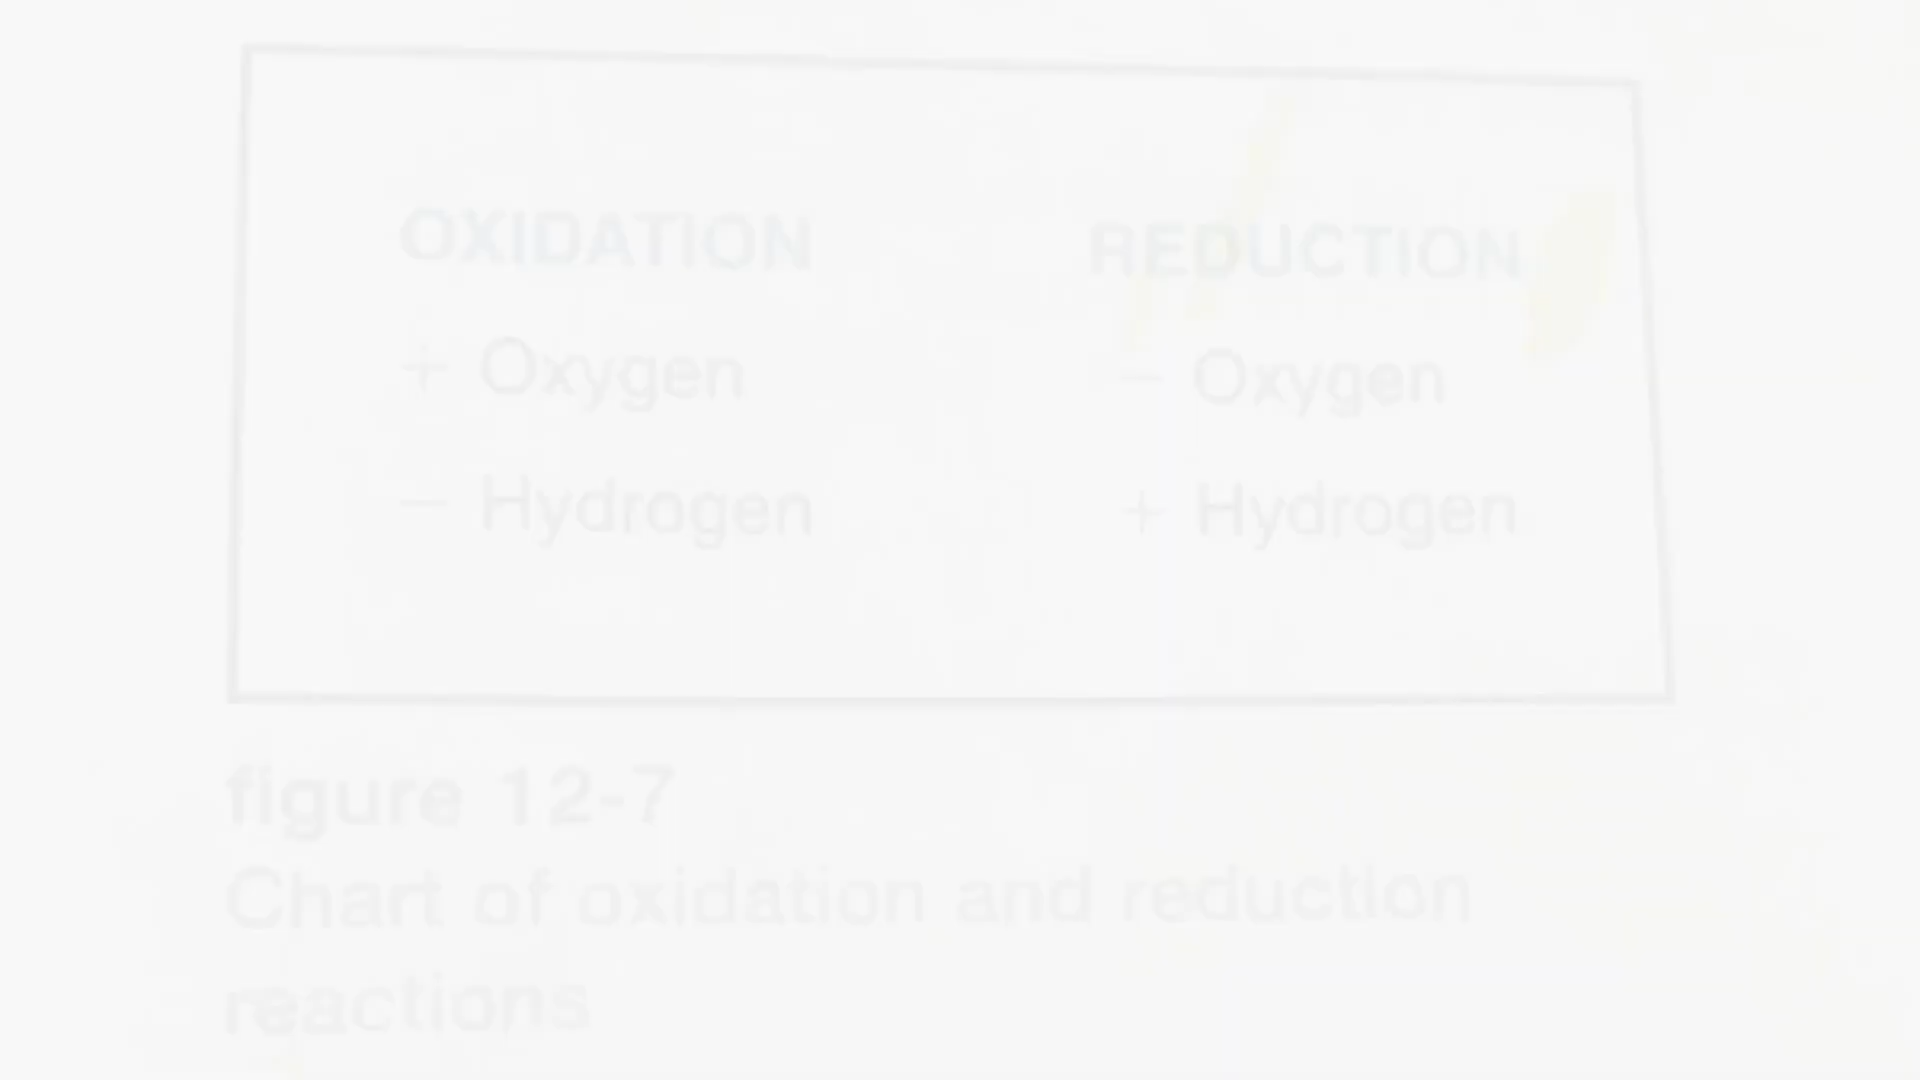 OXIDATION REDUCTION
+ Oxygen − Oxygen
− Hydrogen + Hydrogen
figure 12-7
Chart of oxidation and reduction
reactions